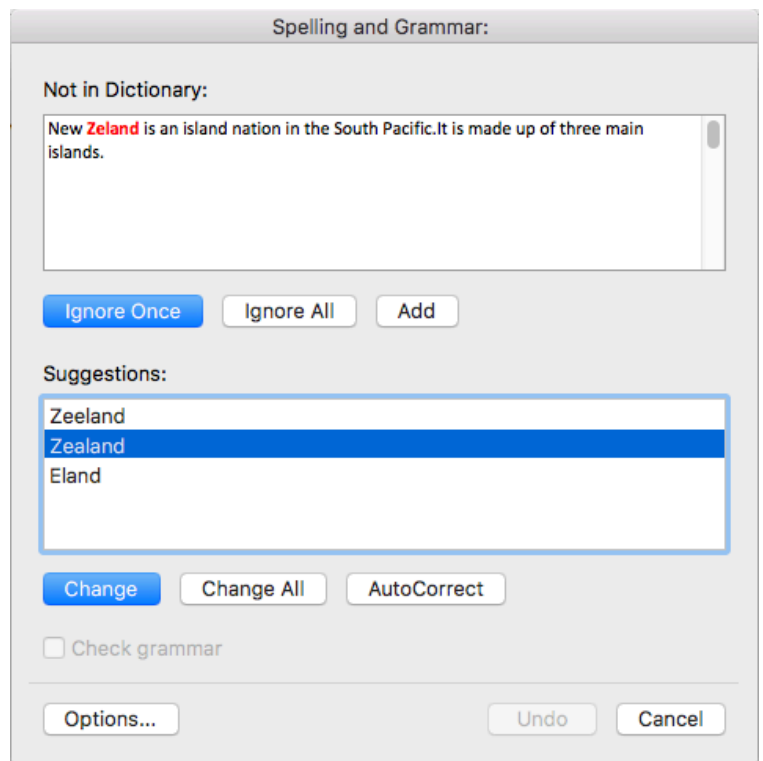 Spelling and Grammar:
Not in Dictionary:
New Zeland is an island nation in the South Pacific.It is made up of three main
islands.
Ignore Once Ignore All Add
Suggestions:
Zeeland
Zealand
Eland
Change Change All AutoCorrect
Check grammar
Options... Undo Cancel